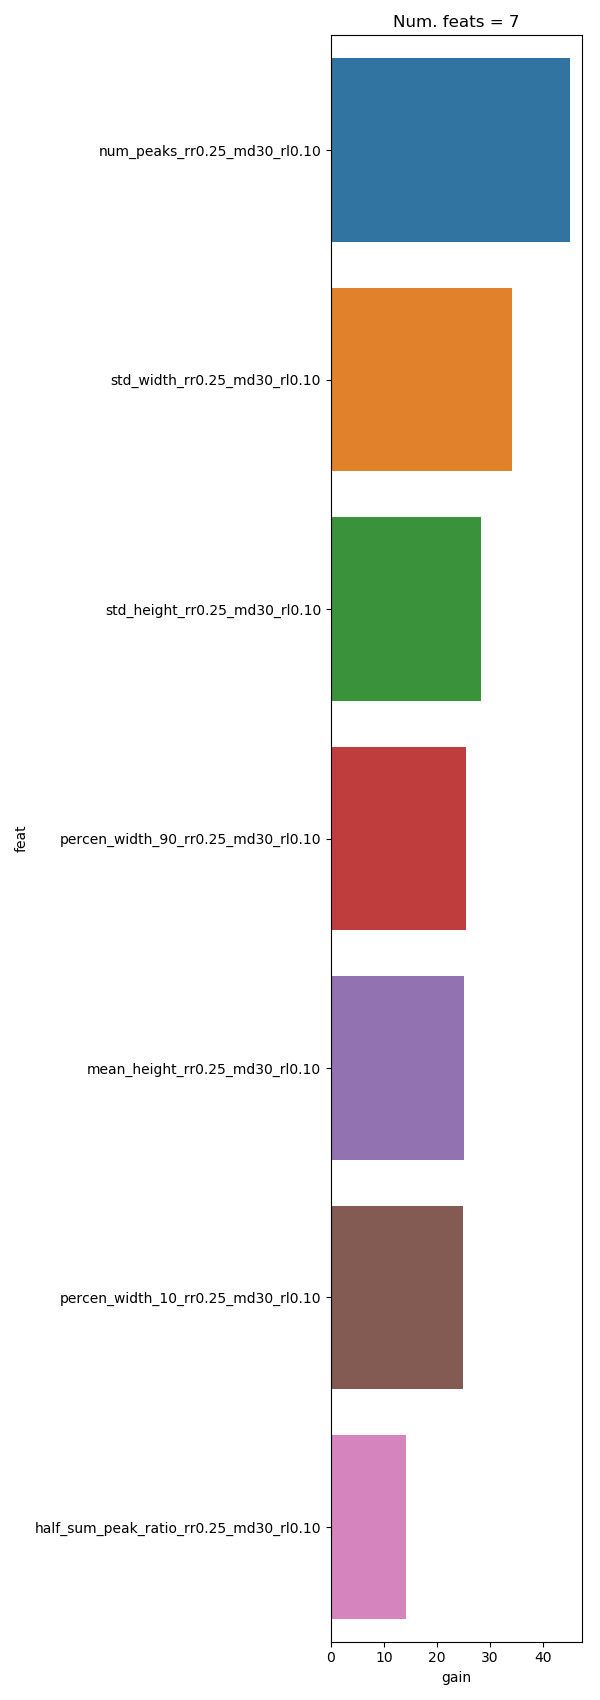 Num. feats = 7
num_peaks_rr0.25_md30_rl0.10
std_width_rr0.25_md30_rl0.10
std_height_rr0.25_md30_rl0.10
percen_width_90_rr0.25_md30_rl0.10
mean_height_rr0.25_md30_rl0.10
percen_width_10_rr0.25_md30_rl0.10
half_sum_peak_ratio_rr0.25_md30_rl0.10
feat
0 10 20 30 40
gain